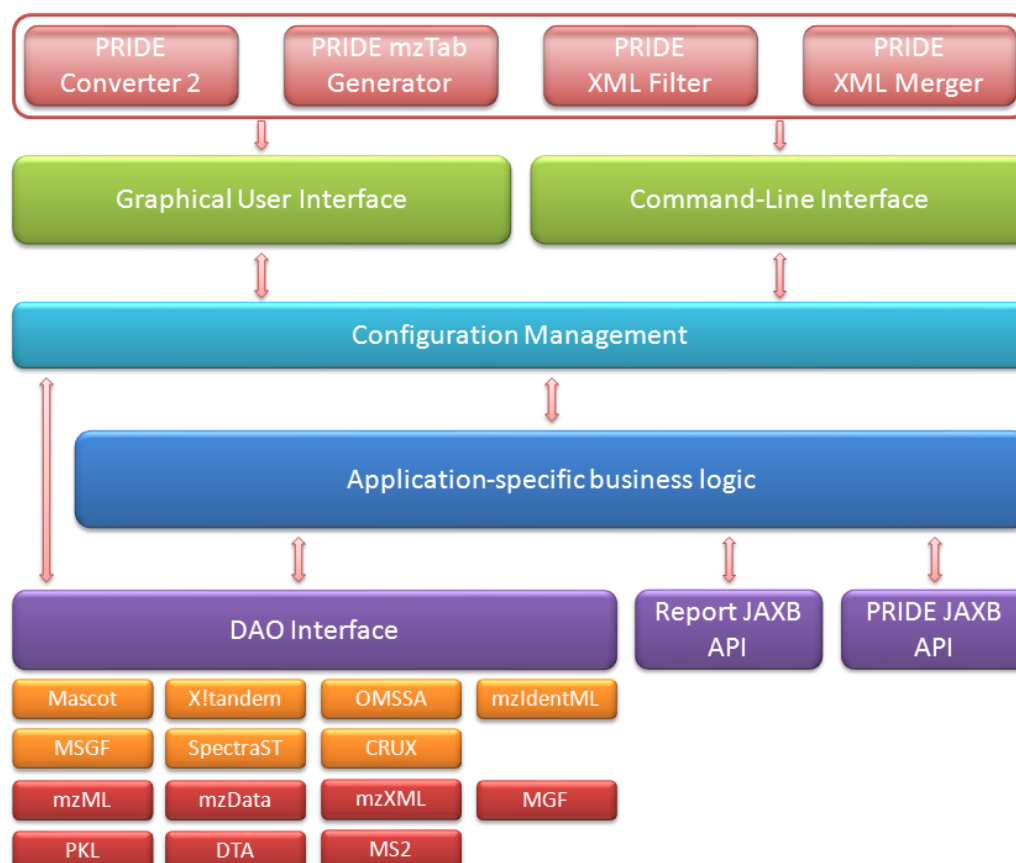 PRIDE
Converter 2
PRIDE mzTab
Generator
PRIDE
XML Filter
PRIDE
XML Merger
Graphical User Interface
Command-Line Interface
Configuration Management
Application-specific business logic
DAO Interface
Report JAXB
API
PRIDE JAXB
API
Mascot
X!tandem
OMSSA
mzIdentML
MSGF
SpectraST
CRUX
mzML
mzData
mzXML
MGF
PKL
DTA
MS2